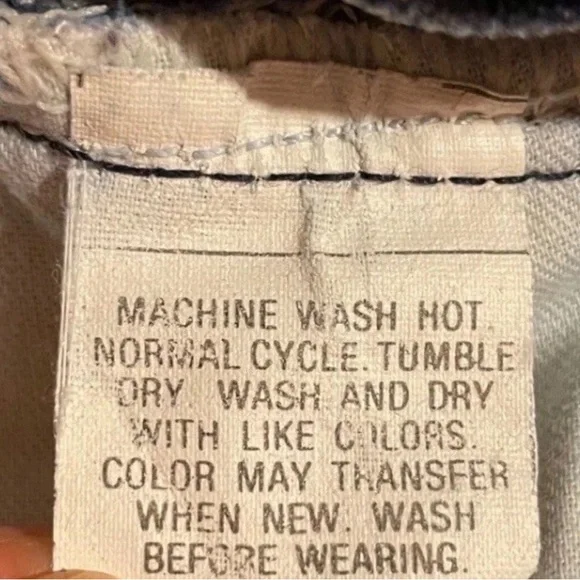 MACHINE WASH HOT.
NORMAL CYCLE. TUMBLE
DRY. WASH AND DRY
WITH LIKE COLORS.
COLOR MAY TRANSFER
WHEN NEW. WASH
BEFORE WEARING.